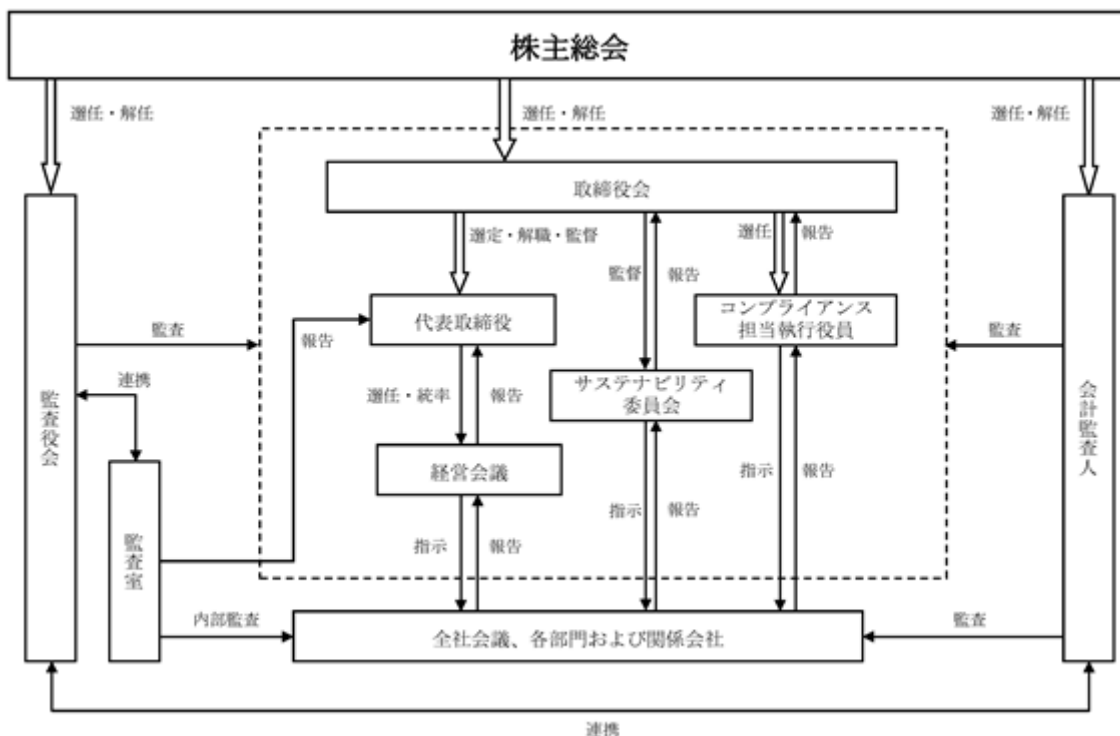 株主総会
選任・解任
選任・解任
選任・解任
取締役会
選定・解職・監督
選任
報告
監督
報告
代表取締役
コンプライアンス
担当執行役員
監査
報告
監査
連携
選任・統率
報告
サステナビリティ
委員会
監査役会
会計監査人
経営会議
指示
報告
指示
報告
監査室
指示
報告
内部監査
全社会議、各部門および関係会社
監査
連携